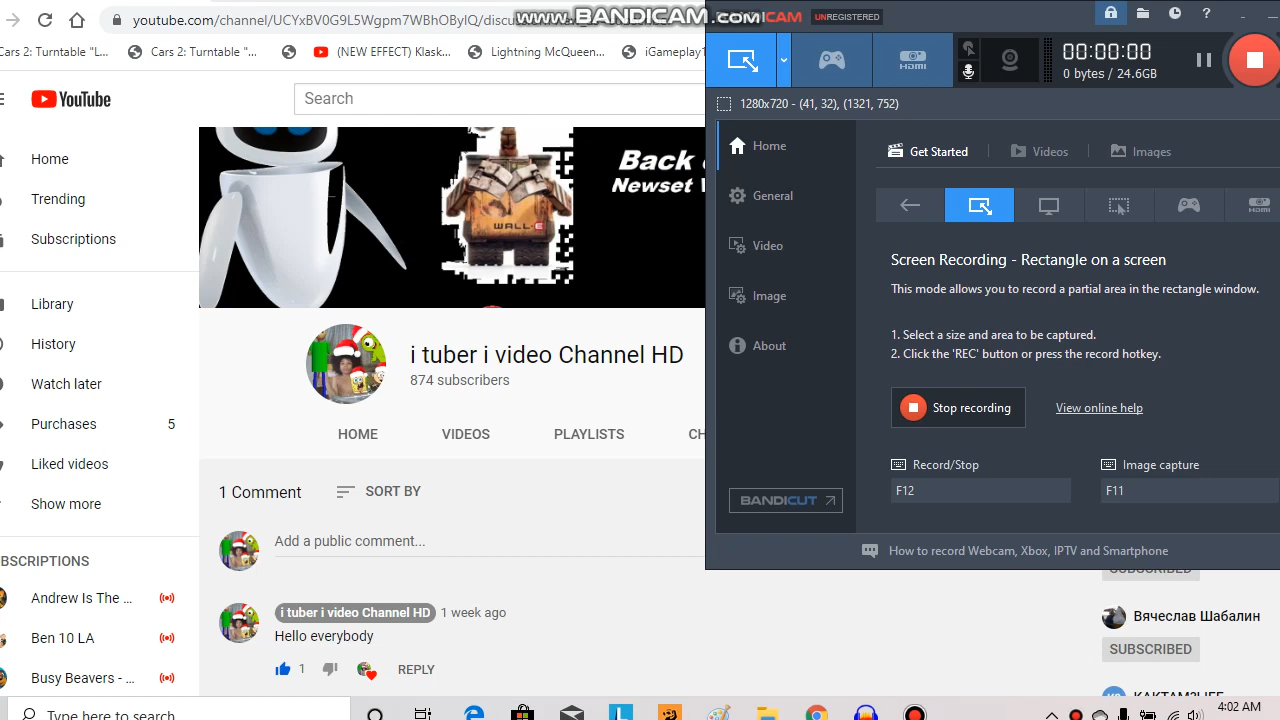 youtube.com/channel/UCYxBV0G2L5Wgpm7WBhOByIQ/discu
www.BANDICAM.com
Cars 2: Turntable "L...
Cars 2: Turntable "...
(NEW EFFECT) Klask...
Lightning McQueen...
iGameplay1
YouTube
Search
Home
Trending
Subscriptions
Library
History
Watch later
Purchases 5
Liked videos
Show more
BSCRIPTIONS
Andrew Is The ...
Ben 10 LA
Busy Beavers - ...
Back
Newset
WALL·E
i tuber i video Channel HD
874 subscribers
HOME
VIDEOS
PLAYLISTS
CH
1 Comment
SORT BY
Add a public comment...
i tuber i video Channel HD 1 week ago
Hello everybody
1
REPLY
CAM UNREGISTERED
HDMI
00:00:00
0 bytes / 24.6GB
1280x720 - (41, 32), (1321, 752)
Home
General
Video
Image
About
BANDICUT
Get Started
Videos
Images
HDMI
Screen Recording - Rectangle on a screen
This mode allows you to record a partial area in the rectangle window.
1. Select a size and area to be captured.
2. Click the 'REC' button or press the record hotkey.
Stop recording
View online help
Record/Stop
Image capture
F12
F11
How to record Webcam, Xbox, IPTV and Smartphone
SUBSCRIBED
Вячеслав Шабалин
SUBSCRIBED
Type here to search
4:02 AM